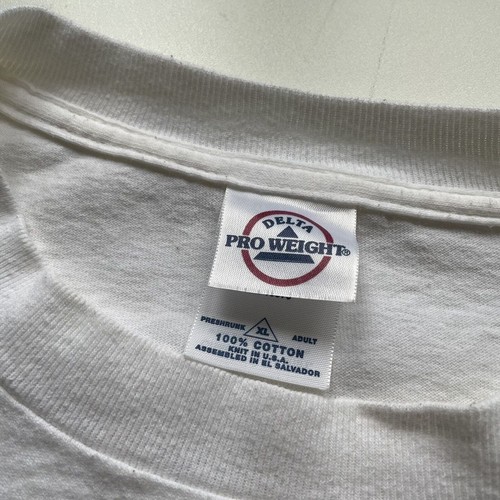 DELTA
PRO WEIGHT®
PRESHRUNK XL ADULT
100% COTTON
KNIT IN U.S.A.
ASSEMBLED IN EL SALVADOR